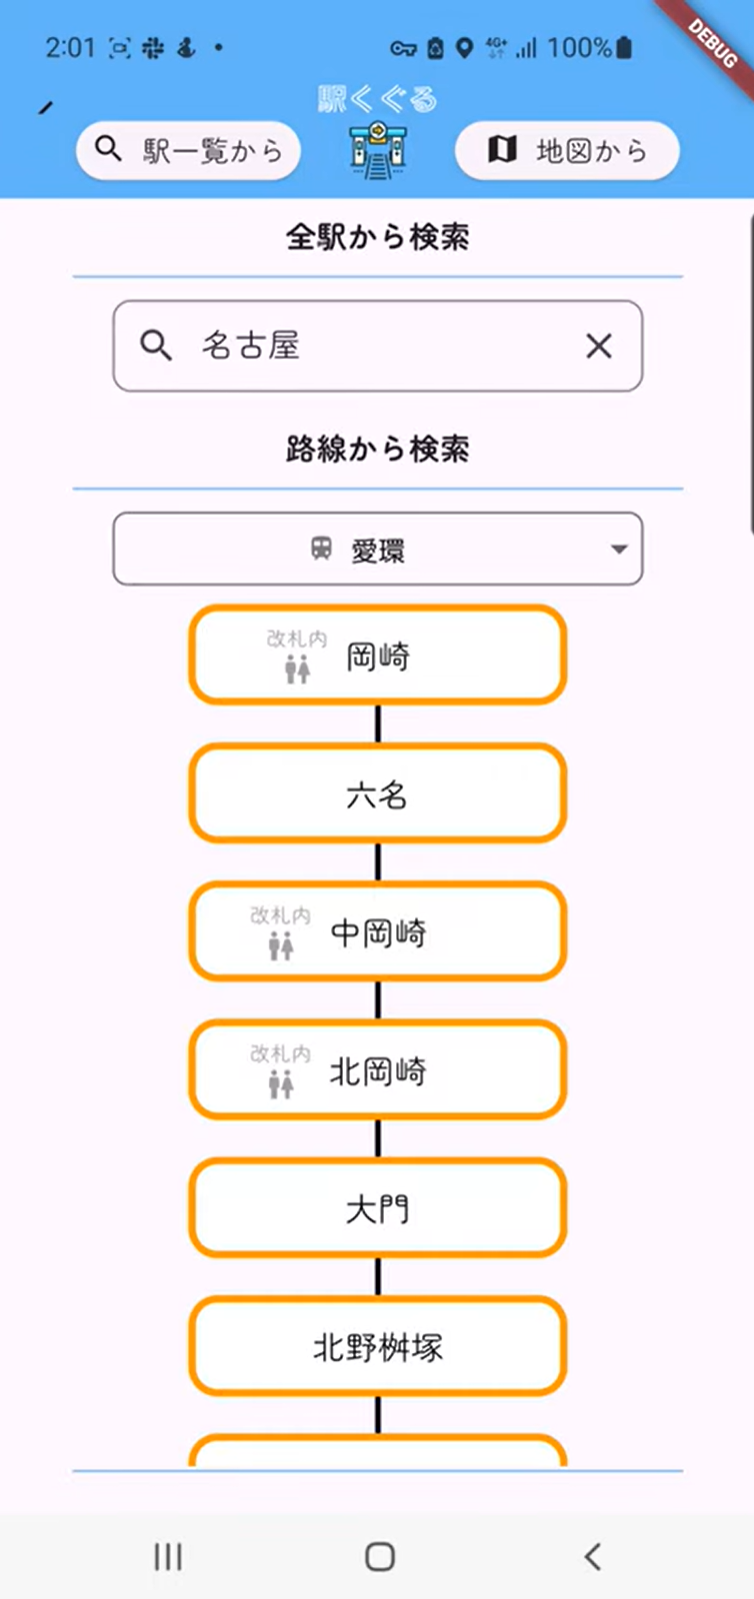 2:01 4G+ 100%
DEBUG
駅くぐる
駅一覧から
地図から
全駅から検索
名古屋
路線から検索
愛環
改札内
岡崎
六名
改札内
中岡崎
改札内
北岡崎
大門
北野桝塚